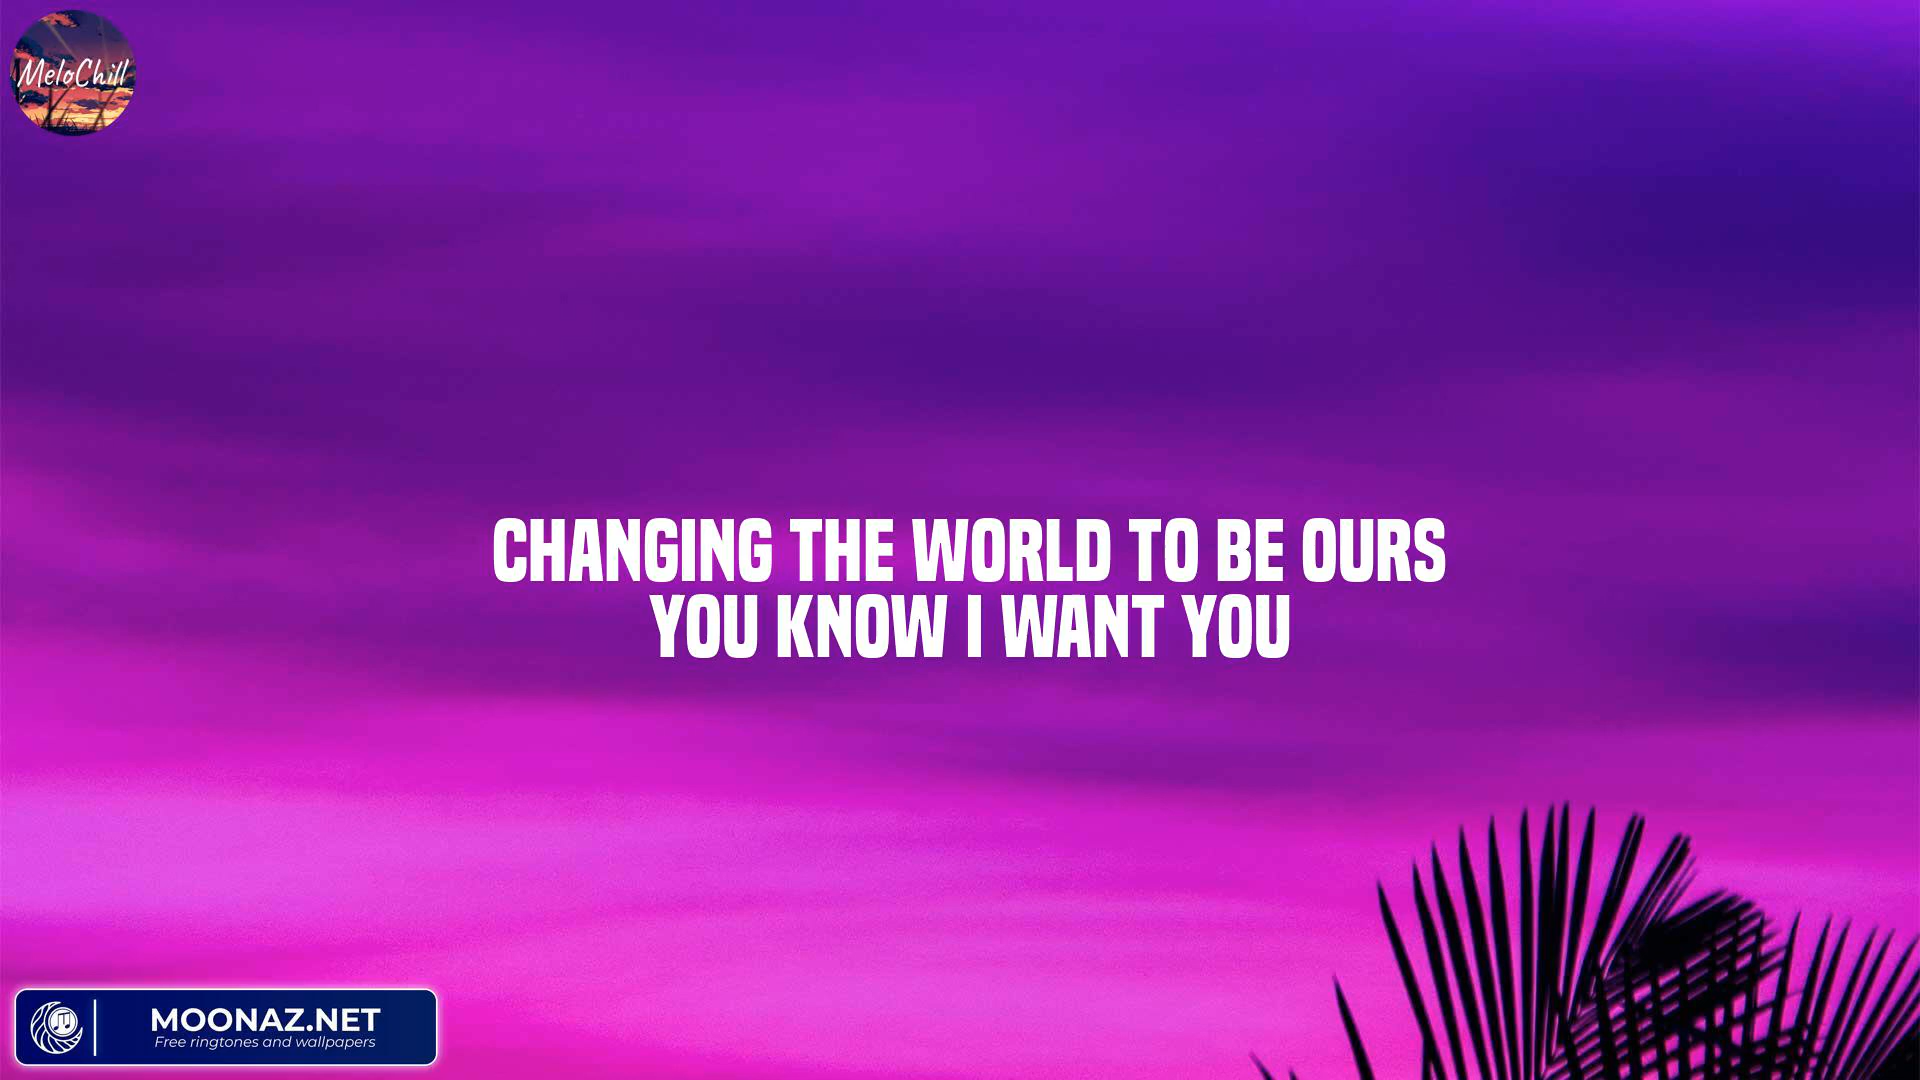 MeloChill
CHANGING THE WORLD TO BE OURS
YOU KNOW I WANT YOU
MOONAZ.NET
Free ringtones and wallpapers